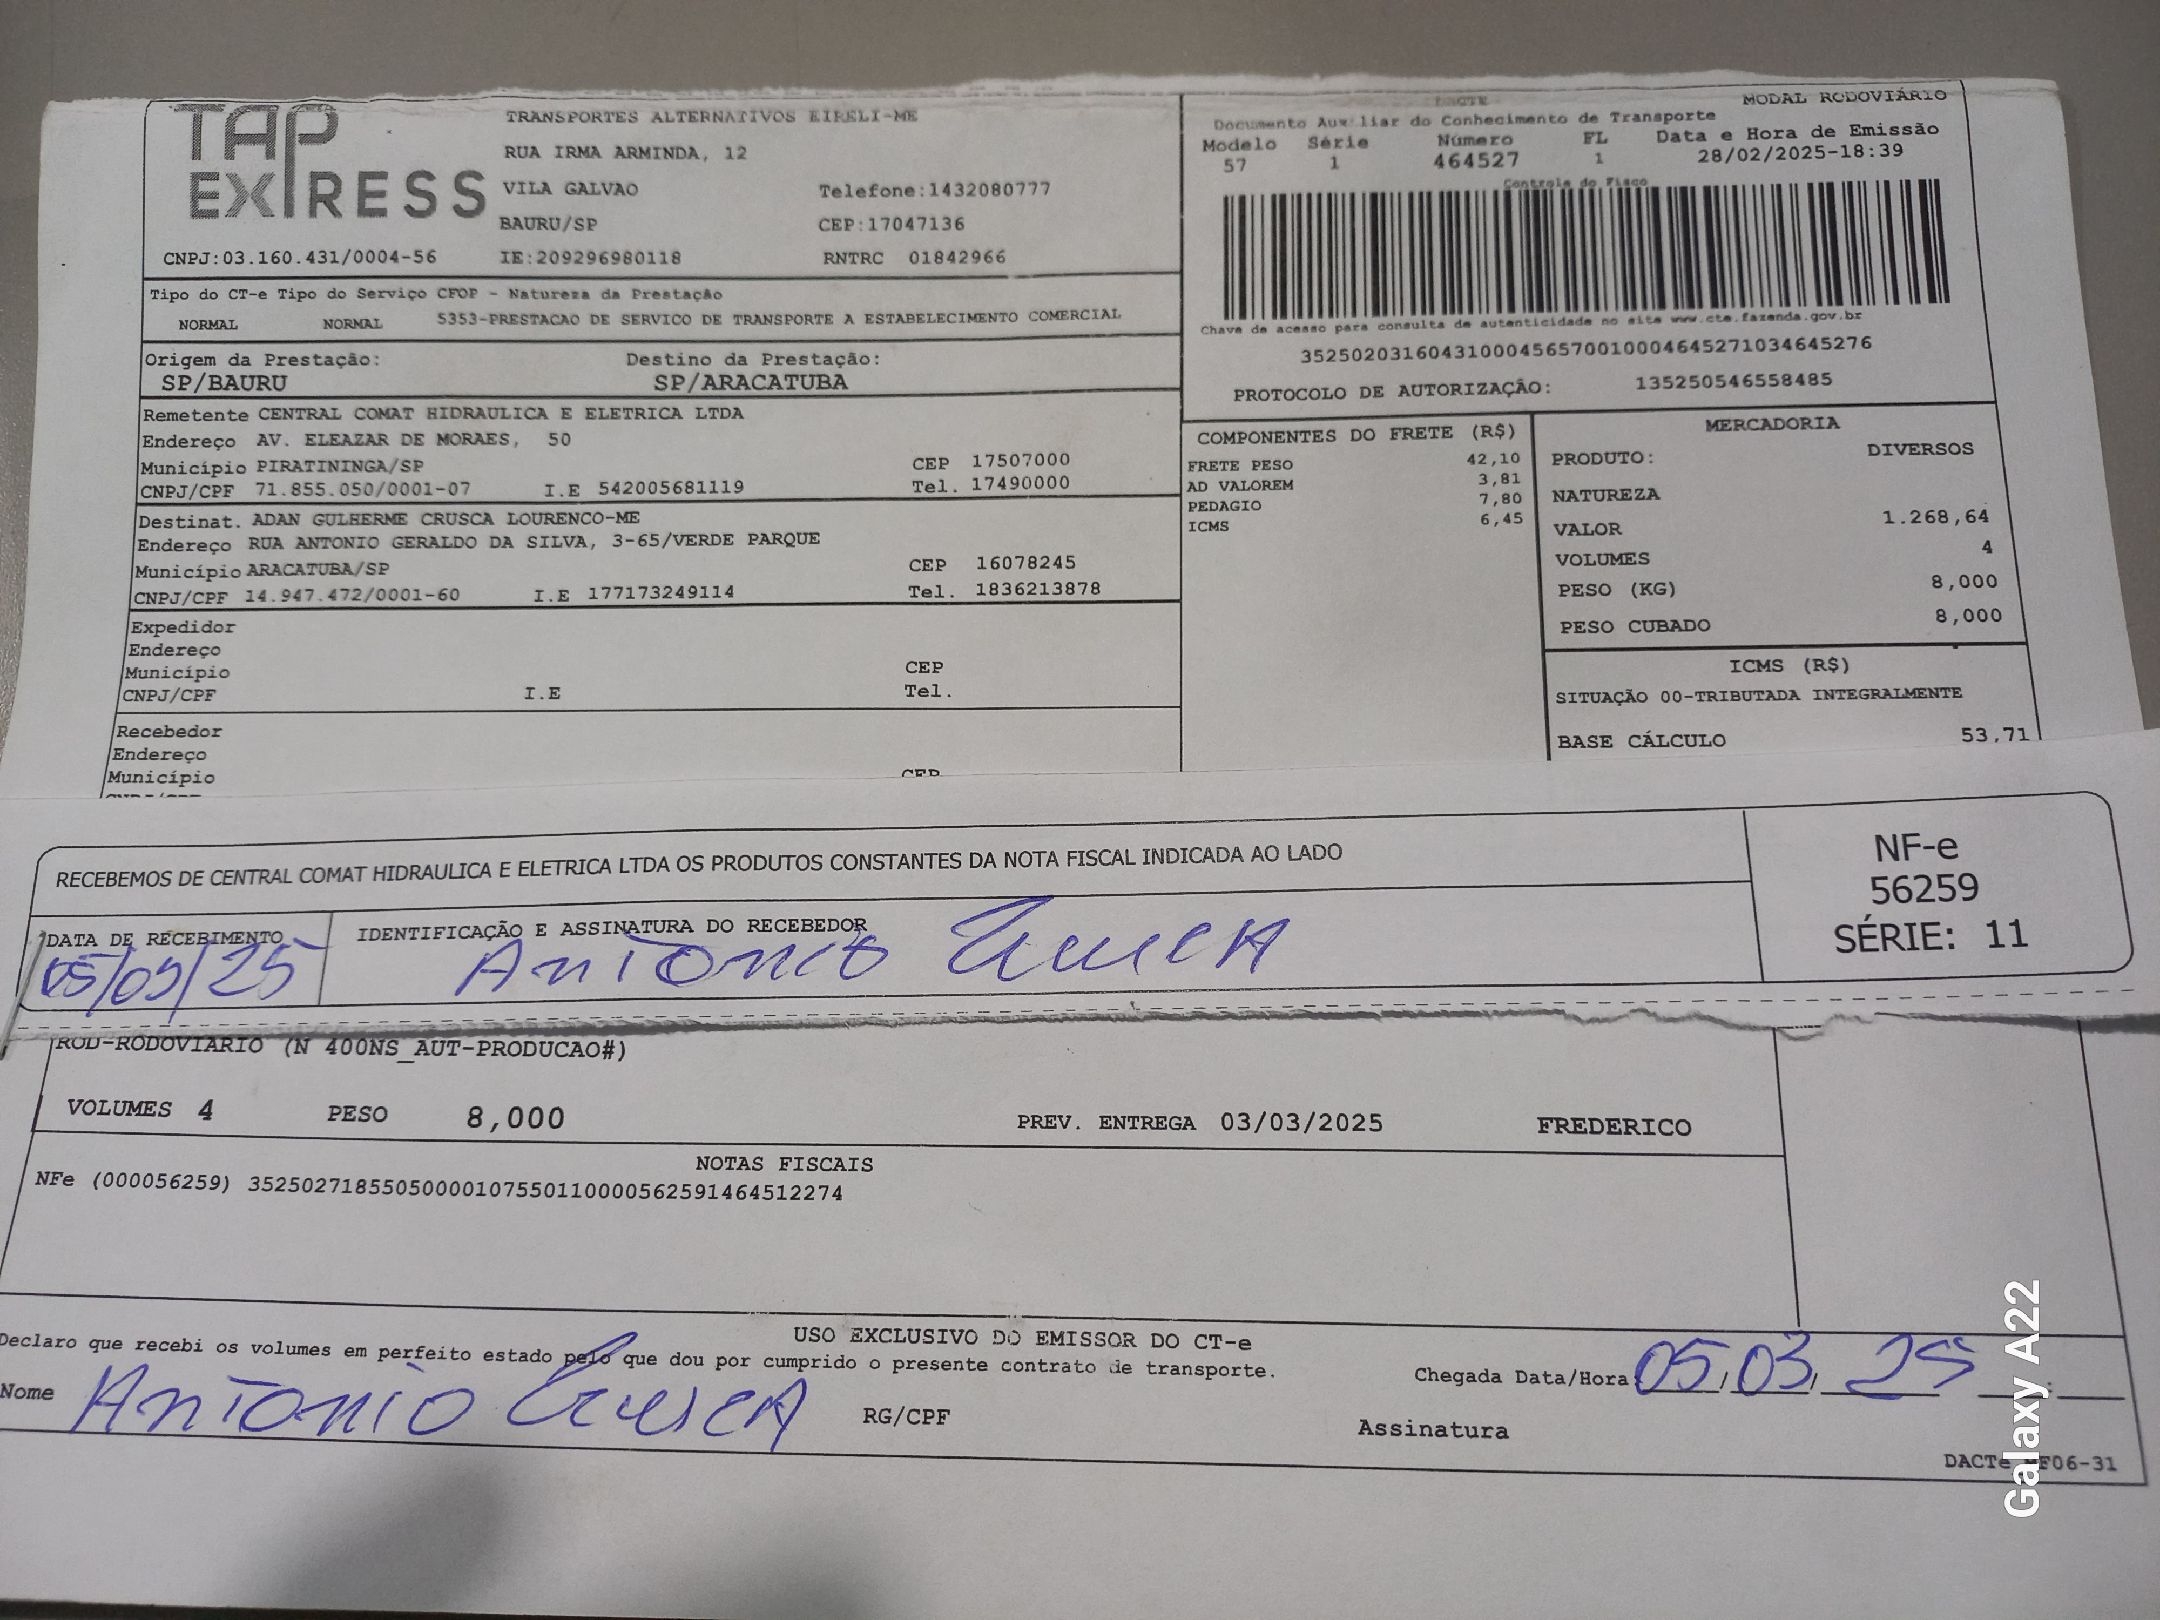 TAP EXPRESS
TRANSPORTES ALTERNATIVOS EIRELI-ME
RUA IRMA ARMINDA, 12
VILA GALVAO Telefone:1432080777
BAURU/SP CEP:17047136
CNPJ:03.160.431/0004-56 IE:209296980118 RNTRC 01842966
DACTE MODAL RODOVIÁRIO
Documento Auxiliar do Conhecimento de Transporte
Modelo Série Número FL Data e Hora de Emissão
57 1 464527 1 28/02/2025-18:39
Controle do Fisco
Chave de acesso para consulta de autenticidade no site www.cte.fazenda.gov.br
35250203160431000456570010004645271034645276
PROTOCOLO DE AUTORIZAÇÃO: 135250546558485
Tipo do CT-e Tipo do Serviço CFOP - Natureza da Prestação
NORMAL NORMAL 5353-PRESTACAO DE SERVICO DE TRANSPORTE A ESTABELECIMENTO COMERCIAL
Origem da Prestação: Destino da Prestação:
SP/BAURU SP/ARACATUBA
Remetente CENTRAL COMAT HIDRAULICA E ELETRICA LTDA
Endereço AV. ELEAZAR DE MORAES, 50
Município PIRATININGA/SP CEP 17507000
CNPJ/CPF 71.855.050/0001-07 I.E 542005681119 Tel. 17490000
Destinat. ADAN GULHERME CRUSCA LOURENCO-ME
Endereço RUA ANTONIO GERALDO DA SILVA, 3-65/VERDE PARQUE
Município ARACATUBA/SP CEP 16078245
CNPJ/CPF 14.947.472/0001-60 I.E 177173249114 Tel. 1836213878
Expedidor
Endereço
Município CEP
CNPJ/CPF I.E Tel.
Recebedor
Endereço
Município CEP
COMPONENTES DO FRETE (R$)
FRETE PESO 42,10
AD VALOREM 3,81
PEDAGIO 7,80
ICMS 6,45
MERCADORIA
PRODUTO: DIVERSOS
NATUREZA
VALOR 1.268,64
VOLUMES 4
PESO (KG) 8,000
PESO CUBADO 8,000
ICMS (R$)
SITUAÇÃO 00-TRIBUTADA INTEGRALMENTE
BASE CÁLCULO 53,71
RECEBEMOS DE CENTRAL COMAT HIDRAULICA E ELETRICA LTDA OS PRODUTOS CONSTANTES DA NOTA FISCAL INDICADA AO LADO
NF-e
56259
SÉRIE: 11
DATA DE RECEBIMENTO IDENTIFICAÇÃO E ASSINATURA DO RECEBEDOR
05/03/25 Antonio
ROD-RODOVIARIO (N 400NS_AUT-PRODUCAO#)
VOLUMES 4 PESO 8,000 PREV. ENTREGA 03/03/2025 FREDERICO
NOTAS FISCAIS
NFe (000056259) 35250271855050000107550110000562591464512274
USO EXCLUSIVO DO EMISSOR DO CT-e
Declaro que recebi os volumes em perfeito estado pelo que dou por cumprido o presente contrato de transporte.
Chegada Data/Hora: 05/03/25 :
Nome Antonio RG/CPF Assinatura
DACTe F06-31
Galaxy A22